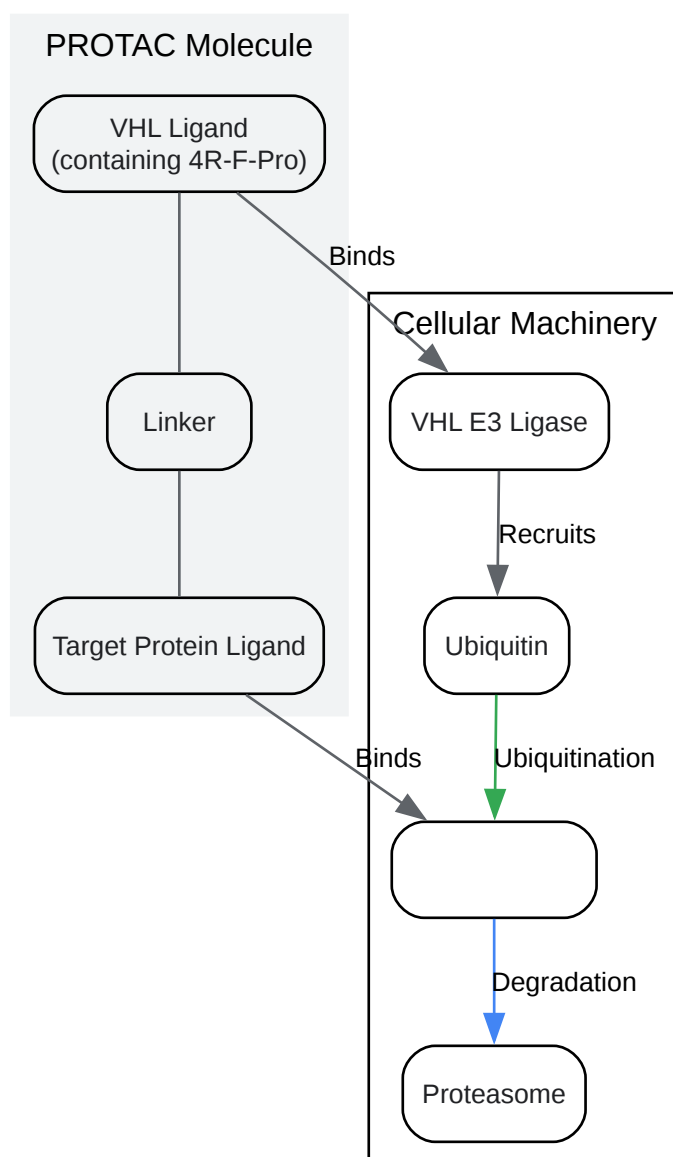 PROTAC Molecule
VHL Ligand
(containing 4R-F-Pro)
Binds
Cellular Machinery
Linker
VHL E3 Ligase
Recruits
Target Protein Ligand
Ubiquitin
Binds
Ubiquitination
Degradation
Proteasome